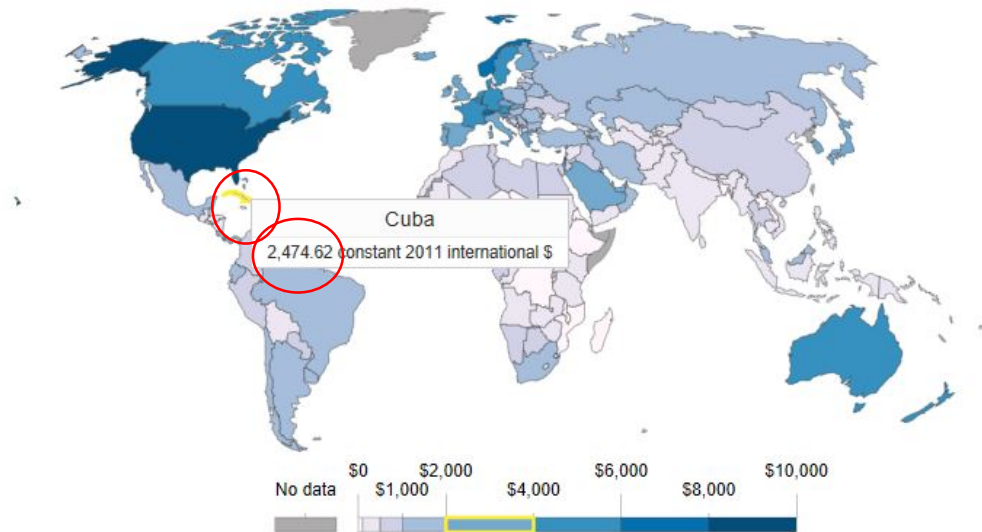 Cuba
2,474.62 constant 2011 international $
$0 $2,000 $6,000 $10,000
No data $1,000 $4,000 $8,000